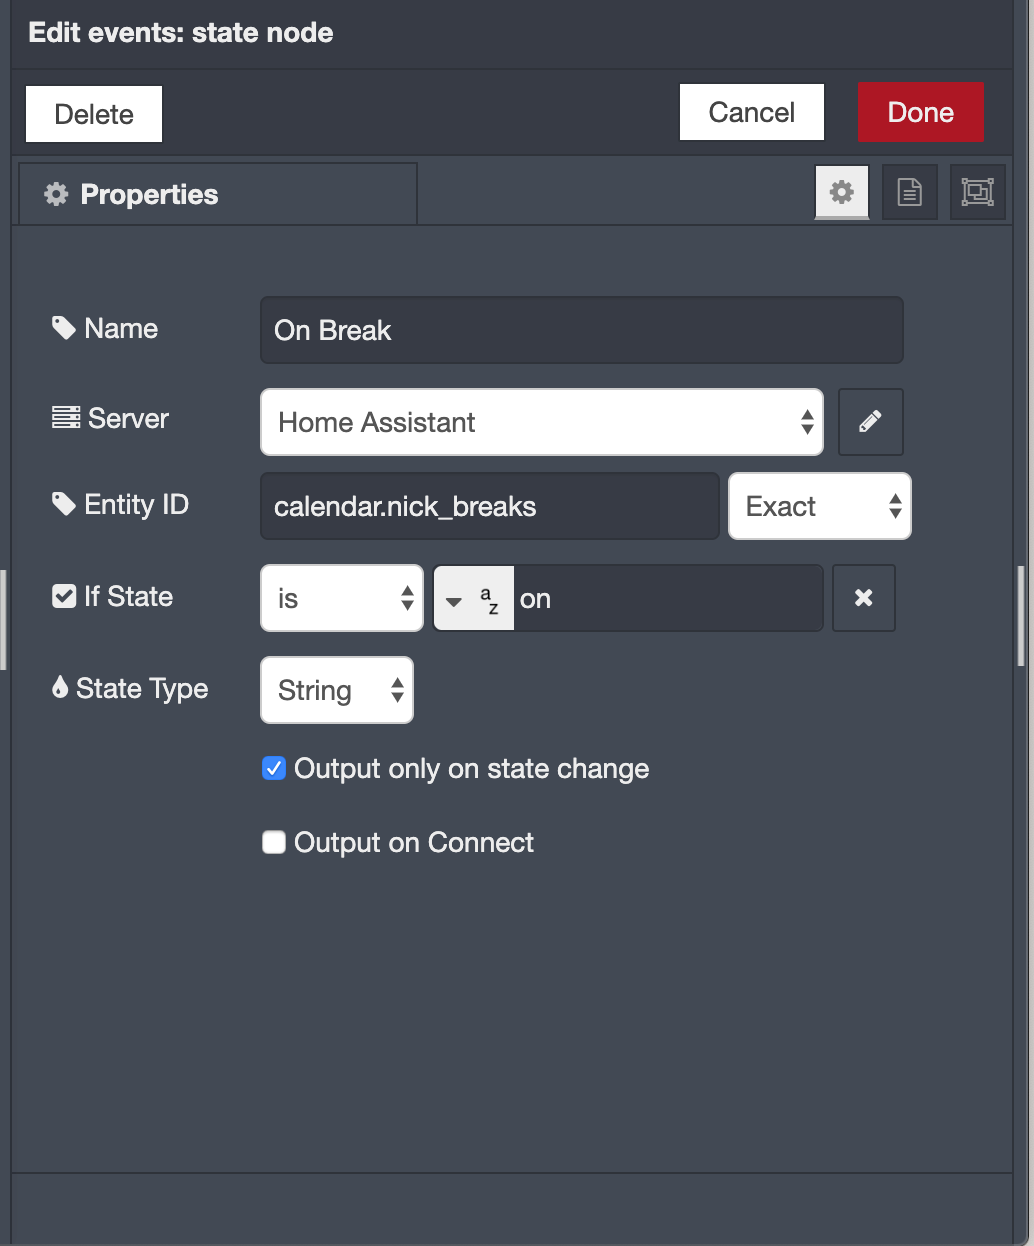 Edit events: state node
Delete
Cancel
Done
Properties
Name
On Break
Server
Home Assistant
Entity ID
calendar.nick_breaks
Exact
If State
is
a
z
on
State Type
String
Output only on state change
Output on Connect